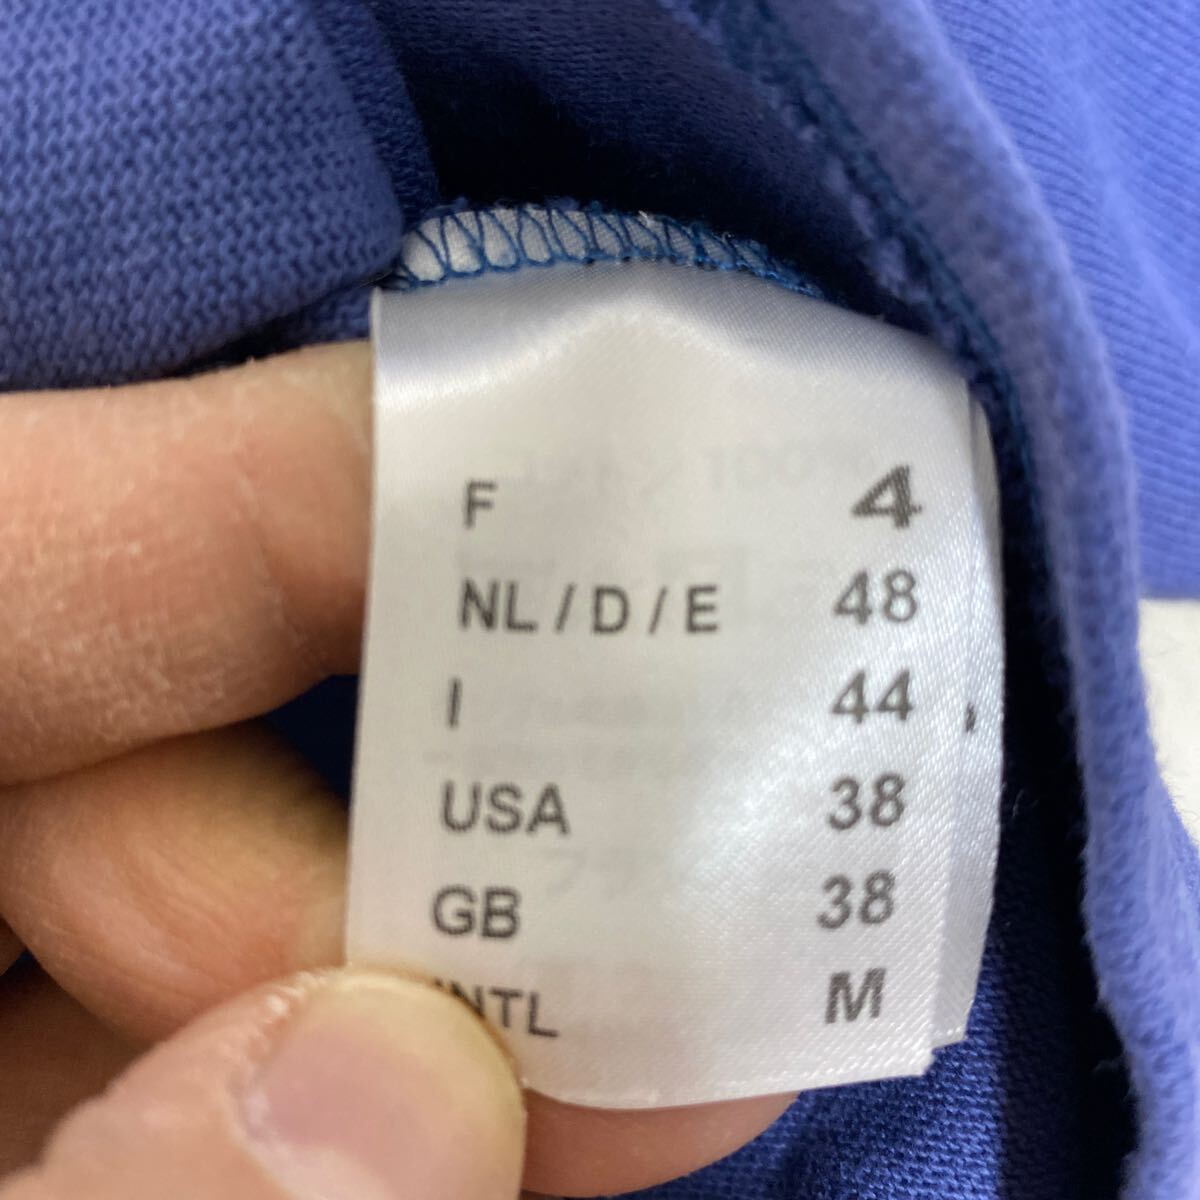 F 4
NL / D / E 48
I 44
USA 38
GB 38
INTL M